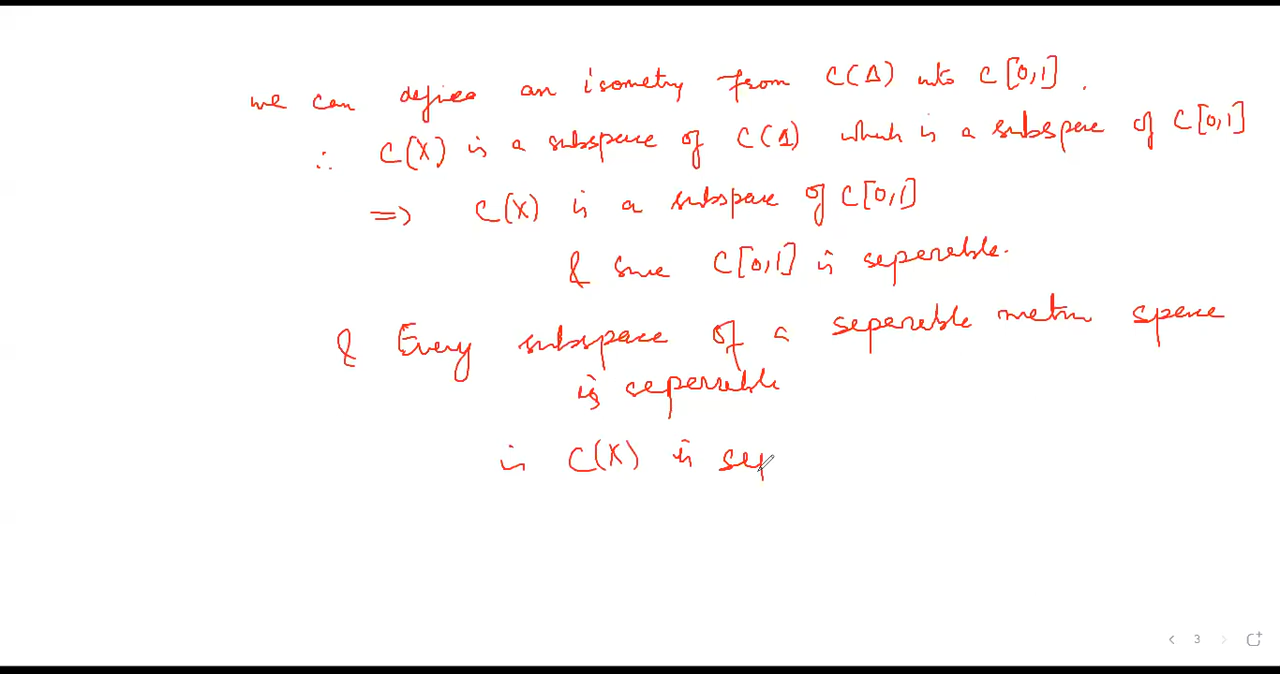 we can define an isometry from C(Δ) into C[0,1].
∴ C(X) is a subspace of C(Δ) which is a subspace of C[0,1]
=> C(X) is a subspace of C[0,1]
& since C[0,1] is seperable.
& Every subspace of a seperable metric space
is seperable
ie C(X) is sep
3